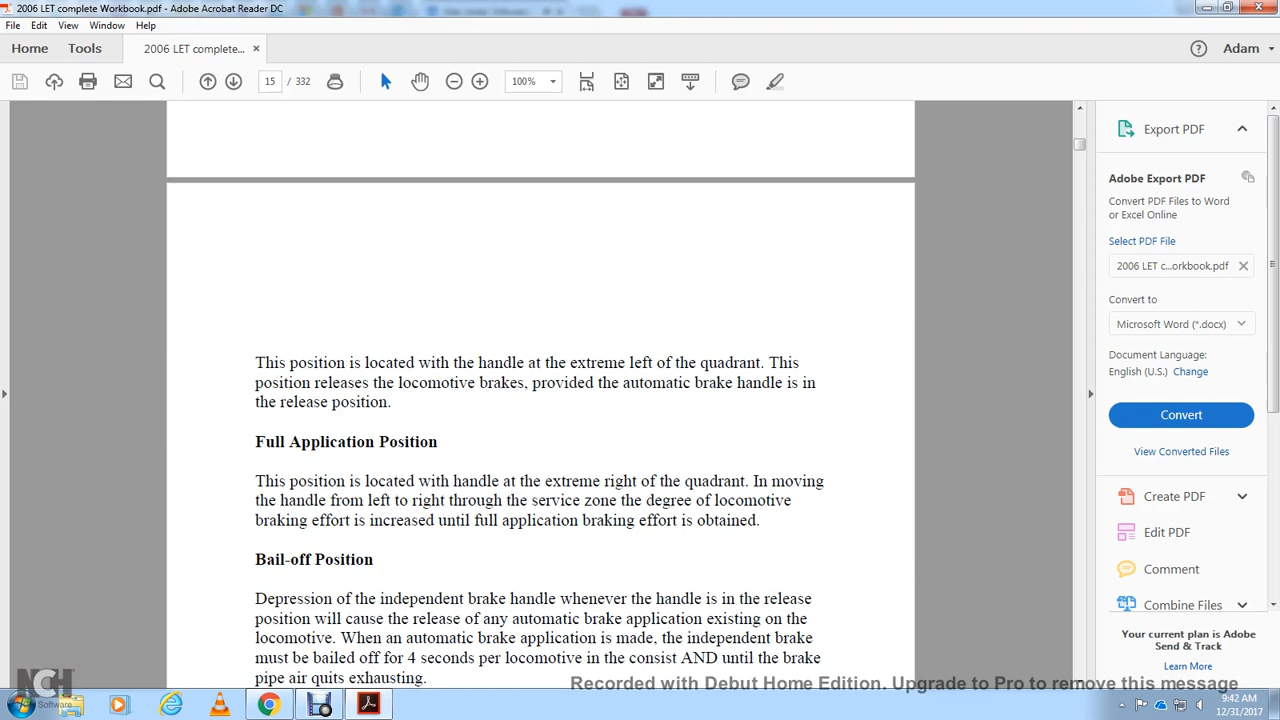 2006 LET complete Workbook.pdf - Adobe Acrobat Reader DC
File Edit View Window Help
Home Tools 2006 LET complete... × Adam
15 / 332 100%
This position is located with the handle at the extreme left of the quadrant. This
position releases the locomotive brakes, provided the automatic brake handle is in
the release position.
Full Application Position
This position is located with handle at the extreme right of the quadrant. In moving
the handle from left to right through the service zone the degree of locomotive
braking effort is increased until full application braking effort is obtained.
Bail-off Position
Depression of the independent brake handle whenever the handle is in the release
position will cause the release of any automatic brake application existing on the
locomotive. When an automatic brake application is made, the independent brake
must be bailed off for 4 seconds per locomotive in the consist AND until the brake
pipe air quits exhausting.
Export PDF
Adobe Export PDF
Convert PDF Files to Word
or Excel Online
Select PDF File
2006 LET c...orkbook.pdf
Convert to
Microsoft Word (*.docx)
Document Language:
English (U.S.) Change
Convert
View Converted Files
Create PDF
Edit PDF
Comment
Combine Files
Your current plan is Adobe
Send & Track
Learn More
Recorded with Debut Home Edition. Upgrade to Pro to remove this message
NCH
Software
9:42 AM
12/31/2017